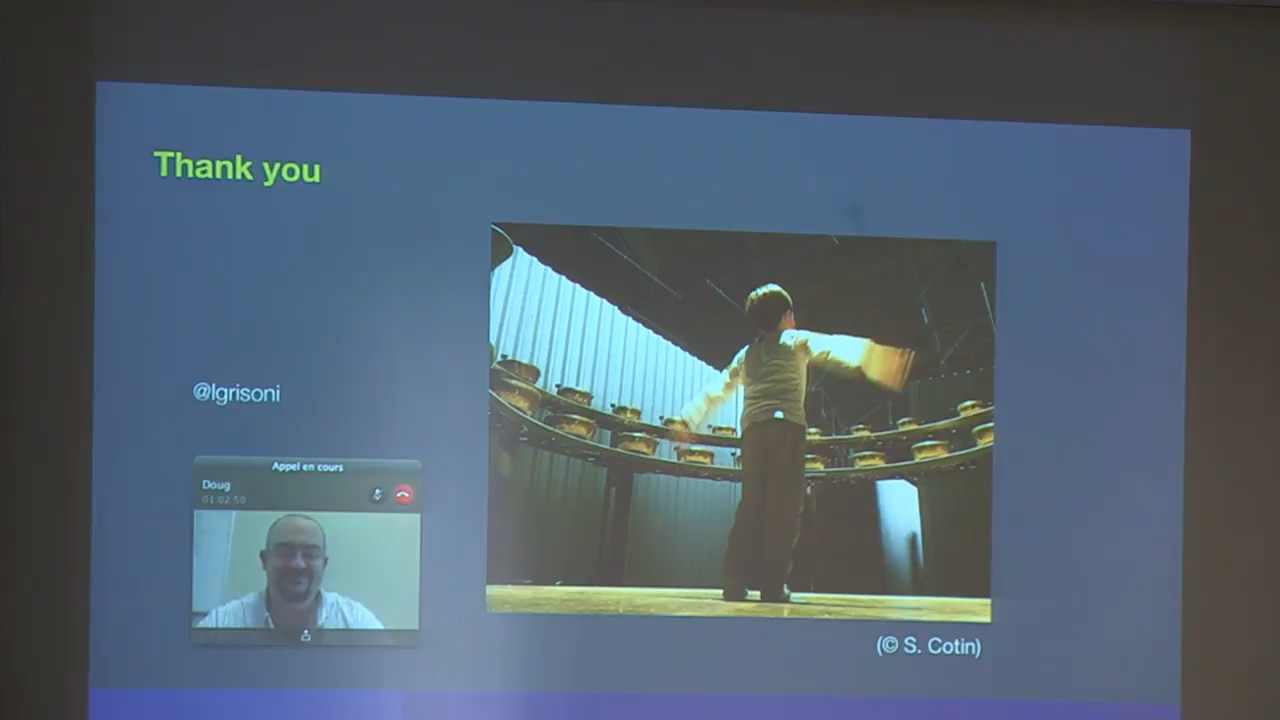 Thank you
@lgrisoni
Appel en cours
Doug
01:02:50
(© S. Cotin)